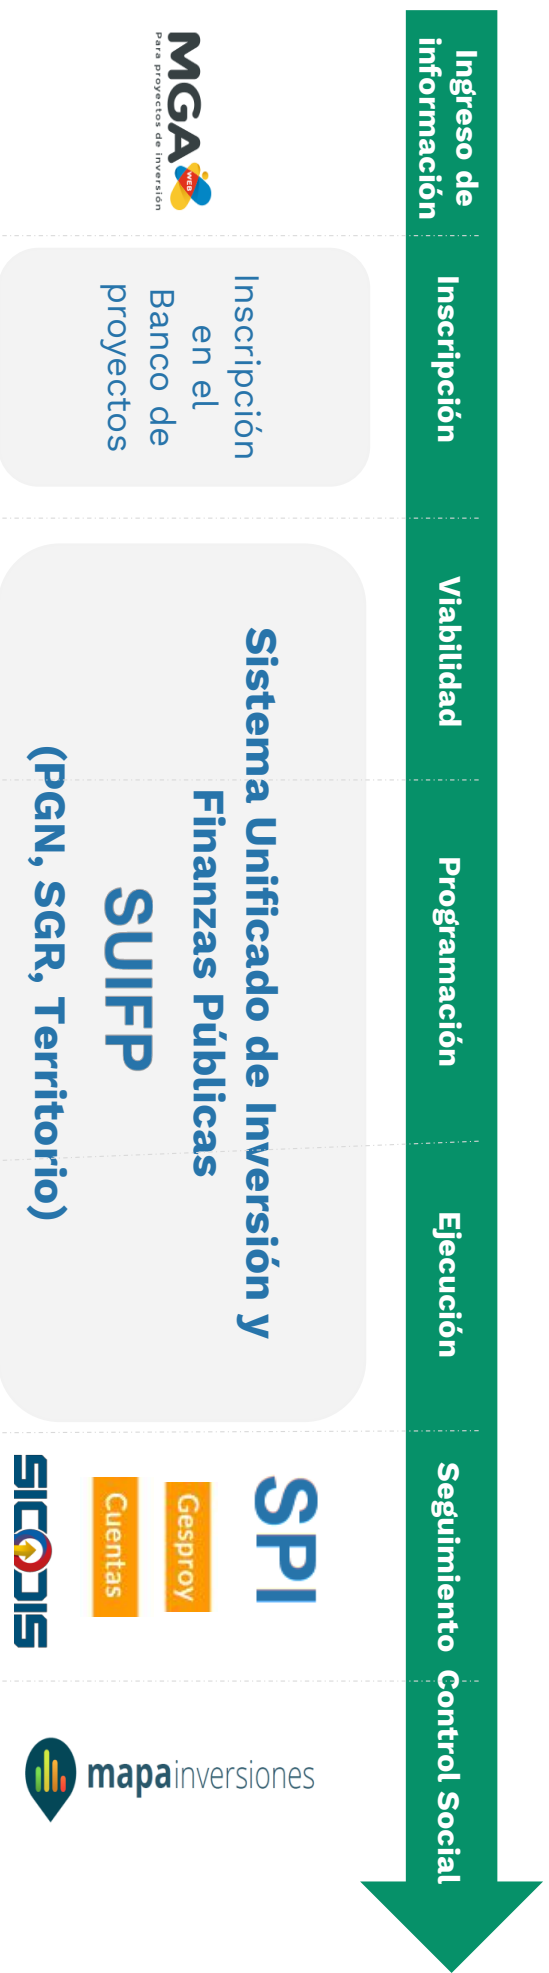 Ingreso de
información
Inscripción
Viabilidad
Programación
Ejecución
Seguimiento
Control Social
MGA
WEB
Para proyectos de inversión
Inscripción
en el
Banco de
proyectos
Sistema Unificado de Inversión y
Finanzas Públicas
SUIFP
(PGN, SGR, Territorio)
SPI
Gesproy
Cuentas
SICODIS
mapainversiones